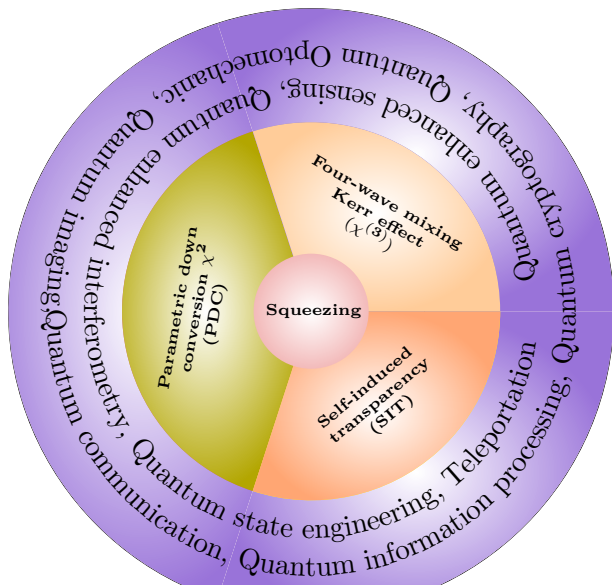 Quantum communication, Quantum information processing, Quantum cryptography, Quantum Optomechanic, Quantum imaging,
Quantum enhanced sensing, Quantum enhanced interferometry, Quantum state engineering, Teleportation
Four-wave mixing
Kerr effect
(χ⁽³⁾)
Parametric down
conversion χ²
(PDC)
Squeezing
Self-induced
transparency
(SIT)